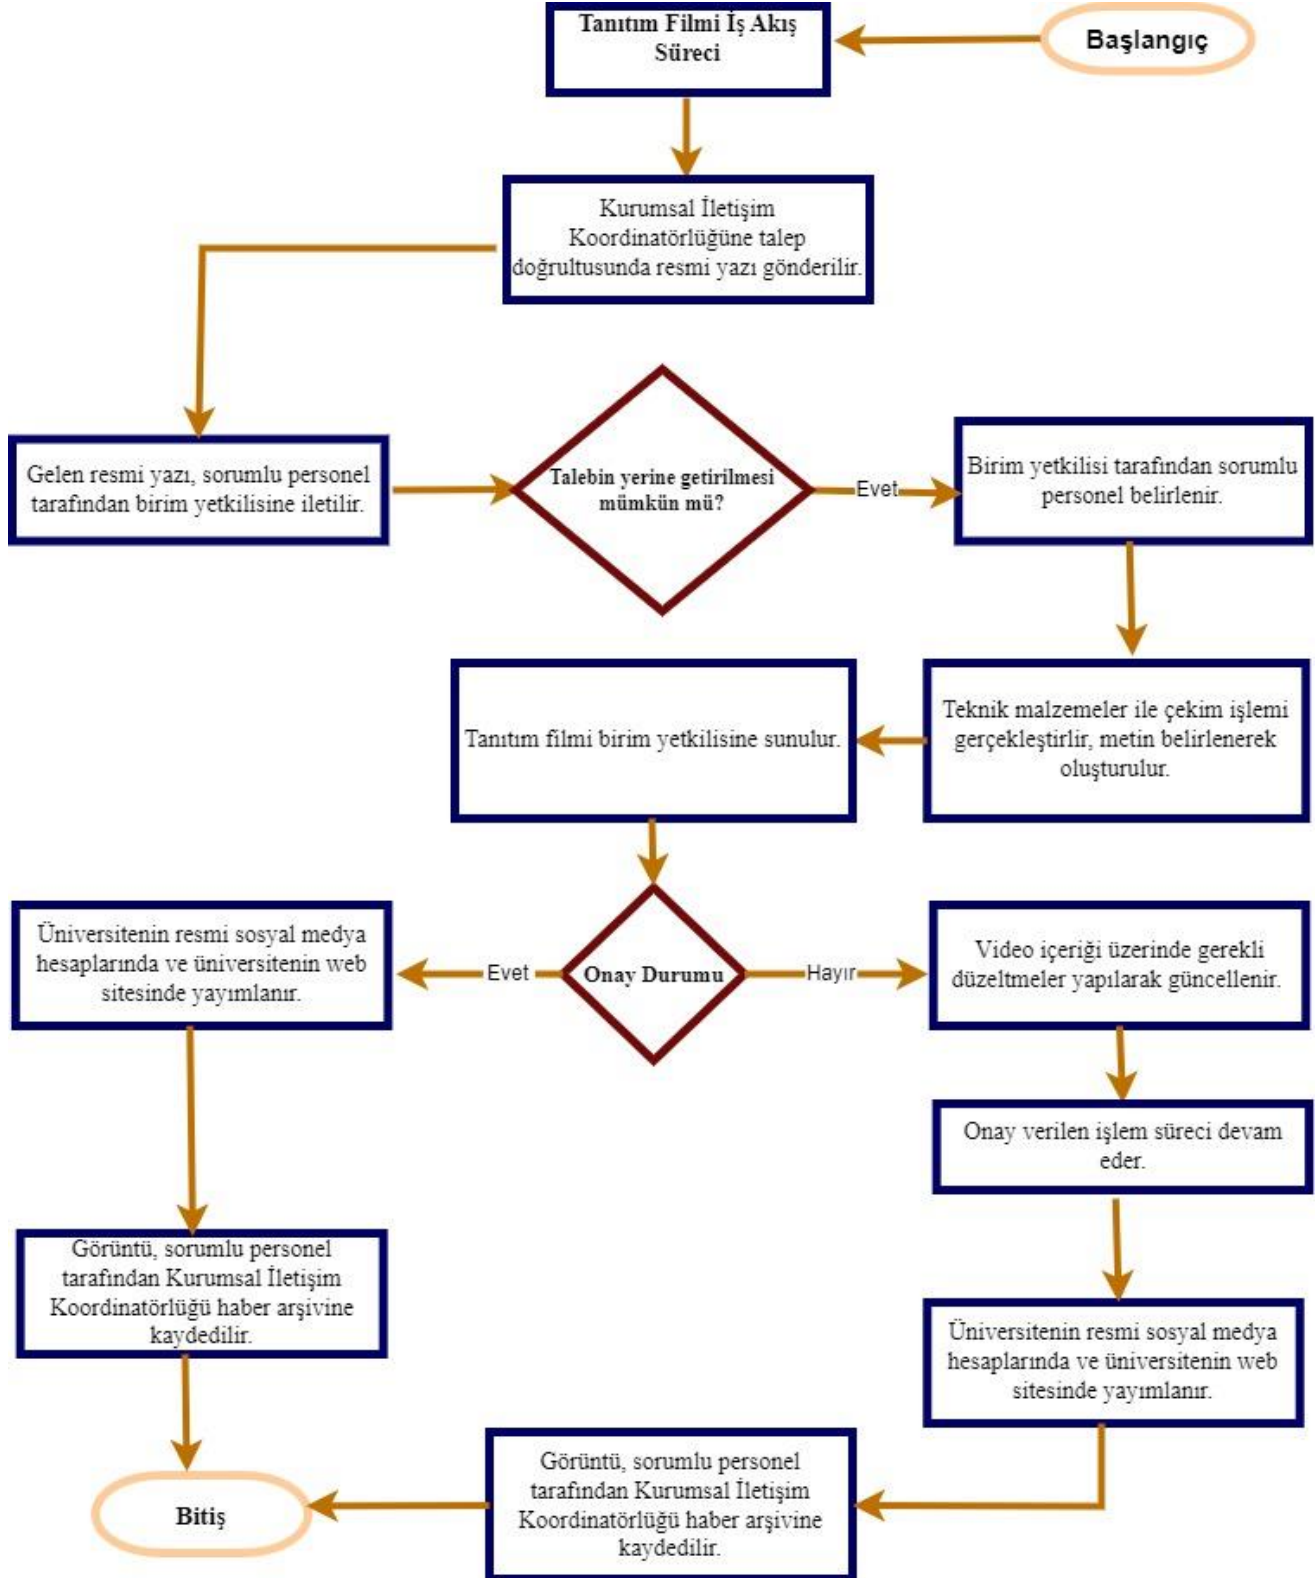 Tanıtım Filmi İş Akış
Süreci
Başlangıç
Kurumsal İletişim
Koordinatörlüğüne talep
doğrultusunda resmi yazı gönderilir.
Gelen resmi yazı, sorumlu personel
tarafından birim yetkilisine iletilir.
Talebin yerine getirilmesi
mümkün mü?
Evet
Birim yetkilisi tarafından sorumlu
personel belirlenir.
Teknik malzemeler ile çekim işlemi
gerçekleştirlir, metin belirlenerek
oluşturulur.
Tanıtım filmi birim yetkilisine sunulur.
Onay Durumu
Evet
Üniversitenin resmi sosyal medya
hesaplarında ve üniversitenin web
sitesinde yayımlanır.
Görüntü, sorumlu personel
tarafından Kurumsal İletişim
Koordinatörlüğü haber arşivine
kaydedilir.
Hayır
Video içeriği üzerinde gerekli
düzeltmeler yapılarak güncellenir.
Onay verilen işlem süreci devam
eder.
Üniversitenin resmi sosyal medya
hesaplarında ve üniversitenin web
sitesinde yayımlanır.
Görüntü, sorumlu personel
tarafından Kurumsal İletişim
Koordinatörlüğü haber arşivine
kaydedilir.
Bitiş